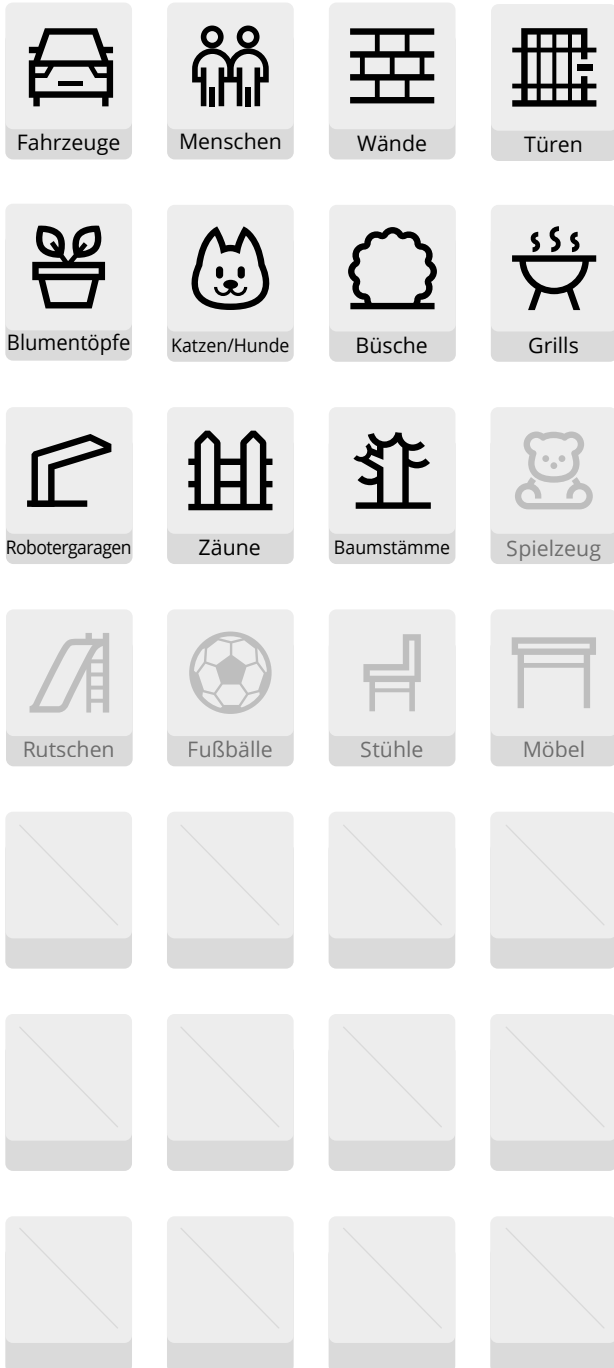 Fahrzeuge
Menschen
Wände
Türen
Blumentöpfe
Katzen/Hunde
Büsche
Grills
Robotergaragen
Zäune
Baumstämme
Spielzeug
Rutschen
Fußbälle
Stühle
Möbel